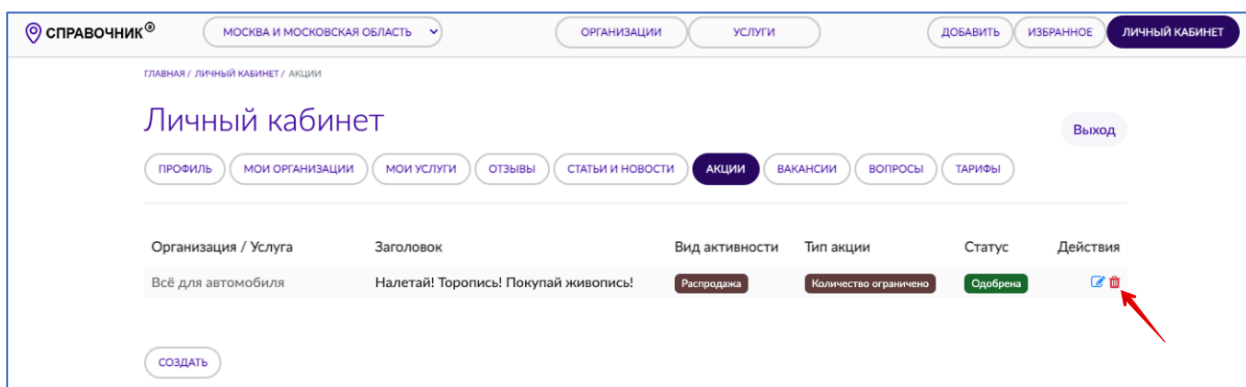 СПРАВОЧНИК® МОСКВА И МОСКОВСКАЯ ОБЛАСТЬ ОРГАНИЗАЦИИ УСЛУГИ ДОБАВИТЬ ИЗБРАННОЕ ЛИЧНЫЙ КАБИНЕТ
ГЛАВНАЯ / ЛИЧНЫЙ КАБИНЕТ / АКЦИИ
Личный кабинет Выход
ПРОФИЛЬ МОИ ОРГАНИЗАЦИИ МОИ УСЛУГИ ОТЗЫВЫ СТАТЬИ И НОВОСТИ АКЦИИ ВАКАНСИИ ВОПРОСЫ ТАРИФЫ
Организация / Услуга Заголовок Вид активности Тип акции Статус Действия
Всё для автомобиля Налетай! Торопись! Покупай живопись! Распродажа Количество ограничено Одобрена
СОЗДАТЬ